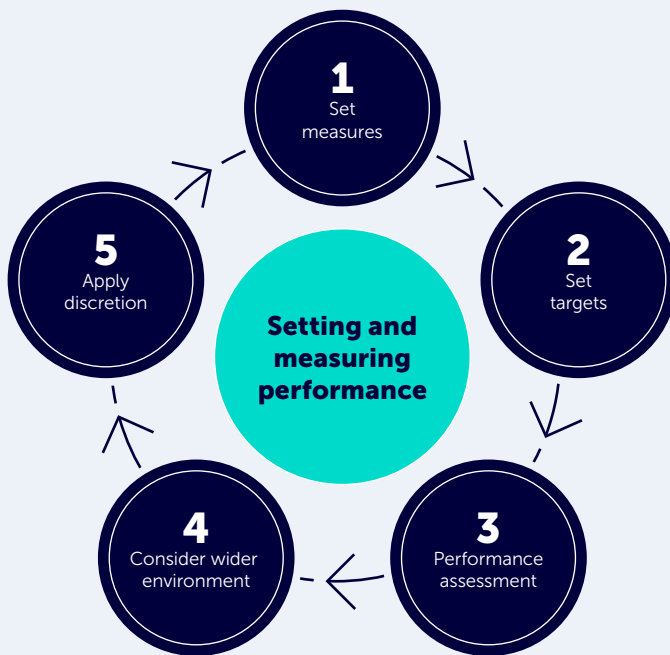 1
Set
measures
2
Set
targets
3
Performance
assessment
4
Consider wider
environment
5
Apply
discretion
Setting and
measuring
performance